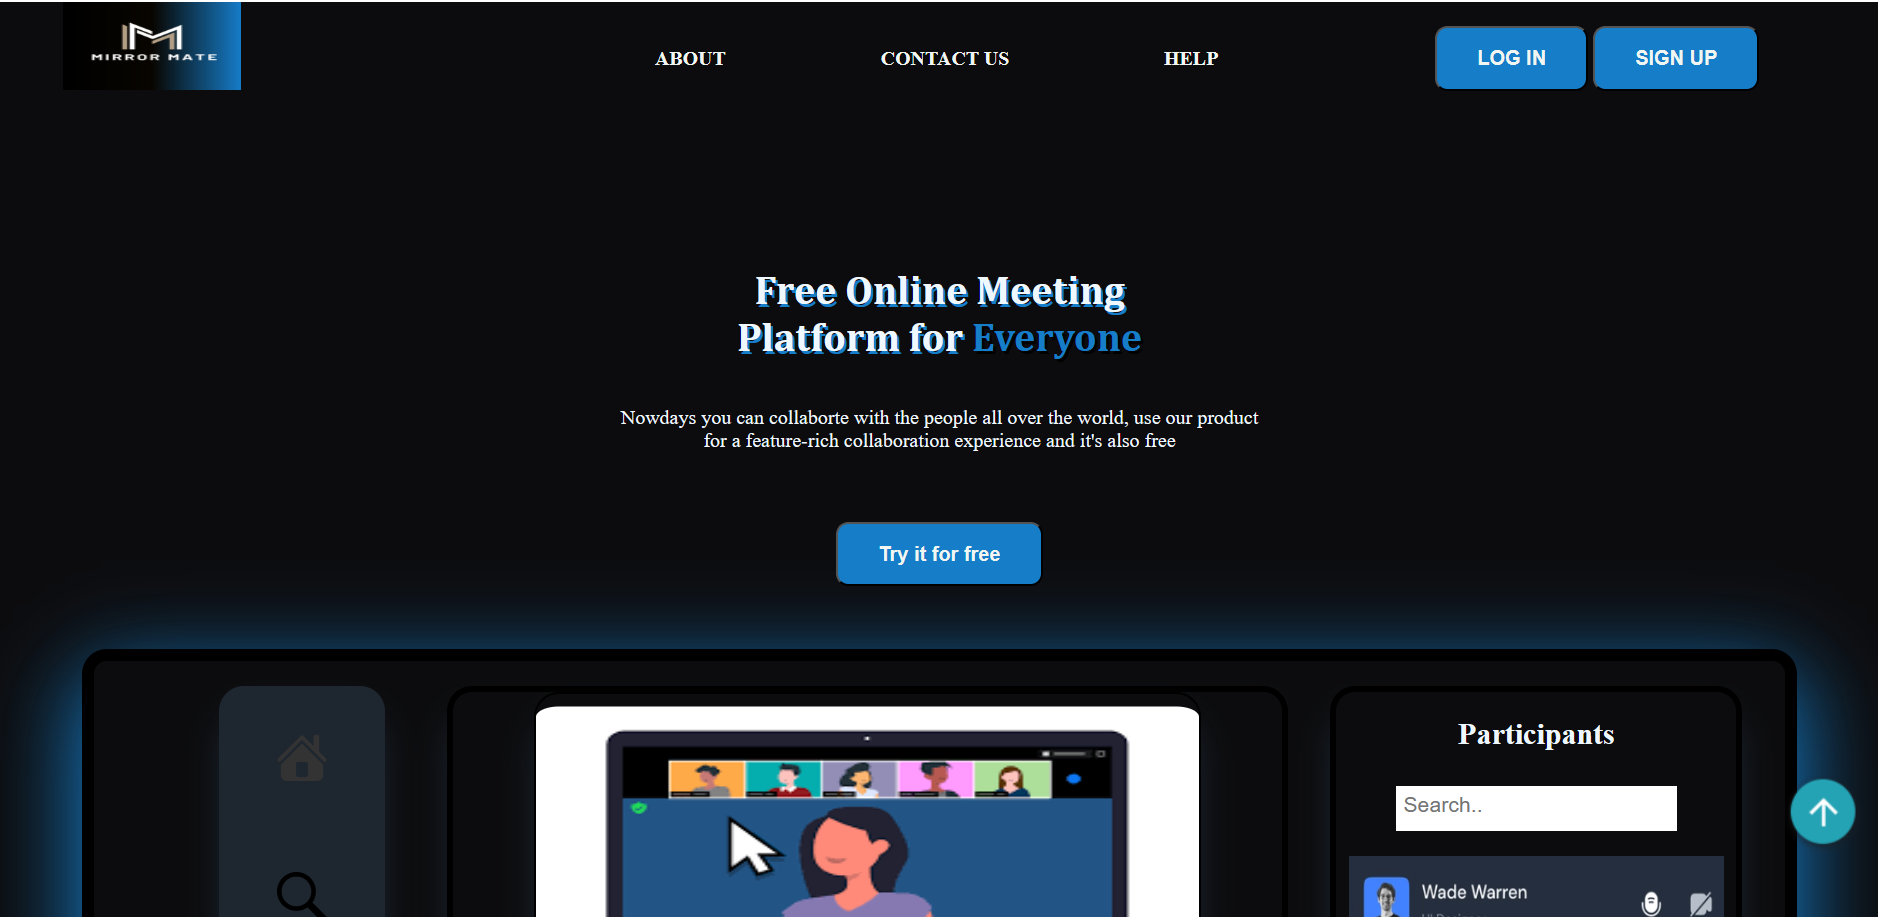 MIRROR MATE
ABOUT
CONTACT US
HELP
LOG IN
SIGN UP
Free Online Meeting
Platform for Everyone
Nowdays you can collaborte with the people all over the world, use our product
for a feature-rich collaboration experience and it's also free
Try it for free
Participants
Search..
Wade Warren